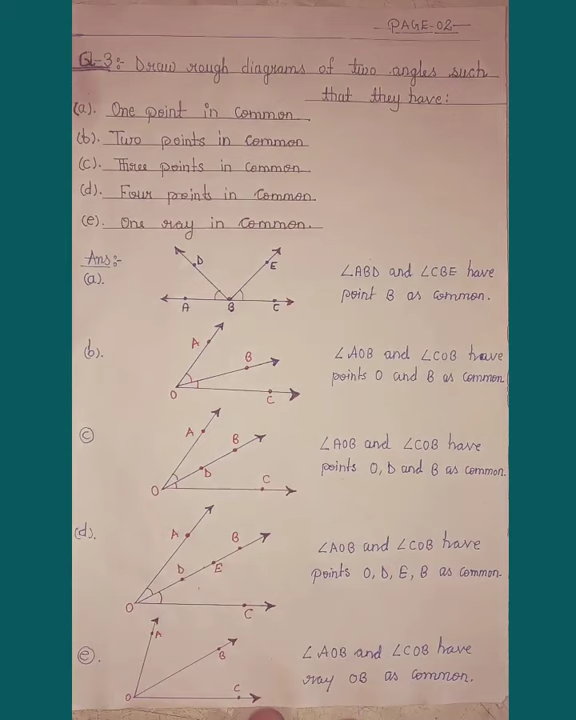 PAGE-02
Q-3:- Draw rough diagrams of two angles such
that they have:
(a). One point in common.
(b). Two points in common
(c). Three points in common.
(d). Four points in common.
(e). One ray in common.
Ans:-
(a).
D
E
A
B
C
∠ABD and ∠CBE have
point B as common.
(b).
A
B
O
C
∠AOB and ∠COB have
points O and B as common.
(c)
A
B
D
O
C
∠AOB and ∠COB have
points O, D and B as common.
(d).
A
B
D
E
O
C
∠AOB and ∠COB have
points O, D, E, B as common.
(e).
A
B
O
C
∠AOB and ∠COB have
ray OB as common.